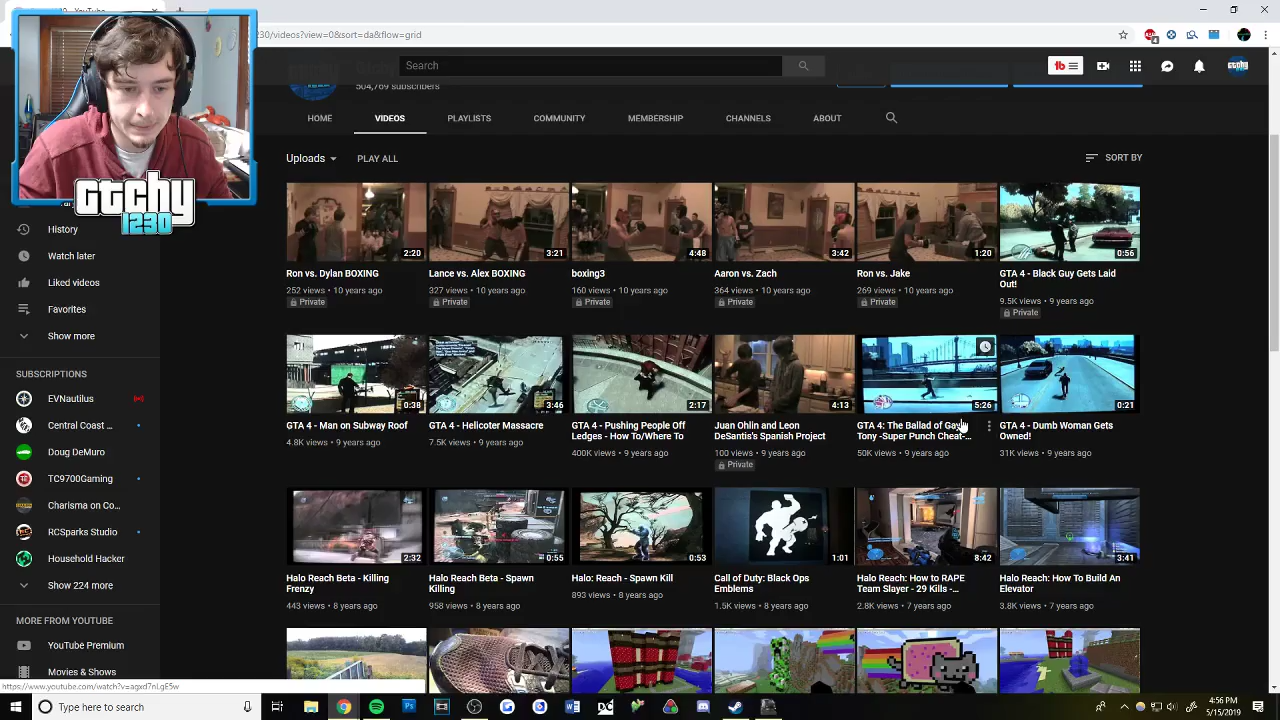 YouTube
230/videos?view=0&sort=da&flow=grid
4
Search
tb
GTCHY
1230
504,769 subscribers
HOME VIDEOS PLAYLISTS COMMUNITY MEMBERSHIP CHANNELS ABOUT
Uploads PLAY ALL SORT BY
2:20 3:21 4:48 3:42 1:20 0:56
Ron vs. Dylan BOXING
252 views • 10 years ago
Private
Lance vs. Alex BOXING
327 views • 10 years ago
Private
boxing3
160 views • 10 years ago
Private
Aaron vs. Zach
364 views • 10 years ago
Private
Ron vs. Jake
269 views • 10 years ago
Private
GTA 4 - Black Guy Gets Laid
Out!
9.5K views • 9 years ago
Private
0:38 3:46 2:17 4:13 5:26 0:21
GTA 4 - Man on Subway Roof
4.8K views • 9 years ago
GTA 4 - Helicoter Massacre
7.5K views • 9 years ago
GTA 4 - Pushing People Off
Ledges - How To/Where To
400K views • 9 years ago
Juan Ohlin and Leon
DeSantis's Spanish Project
100 views • 9 years ago
Private
GTA 4: The Ballad of Gay
Tony -Super Punch Cheat-...
50K views • 9 years ago
GTA 4 - Dumb Woman Gets
Owned!
31K views • 9 years ago
2:32 0:55 0:53 1:01 8:42 3:41
Halo Reach Beta - Killing
Frenzy
443 views • 8 years ago
Halo Reach Beta - Spawn
Killing
958 views • 8 years ago
Halo: Reach - Spawn Kill
893 views • 8 years ago
Call of Duty: Black Ops
Emblems
1.5K views • 8 years ago
Halo Reach: How to RAPE
Team Slayer - 29 Kills -...
2.8K views • 7 years ago
Halo Reach: How To Build An
Elevator
3.8K views • 7 years ago
History
Watch later
Liked videos
Favorites
Show more
SUBSCRIPTIONS
EVNautilus
Central Coast ...
Doug DeMuro
TC9700Gaming
Charisma on Co...
RCSparks Studio
Household Hacker
Show 224 more
MORE FROM YOUTUBE
YouTube Premium
Movies & Shows
Type here to search
4:56 PM
5/15/2019